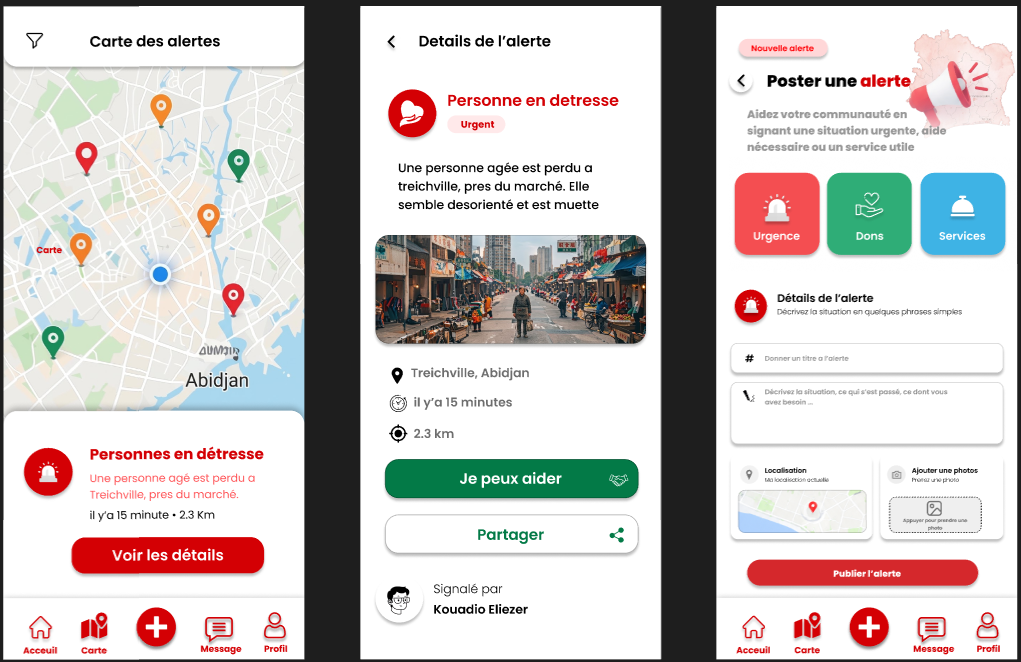 Carte des alertes
Carte
Abidjan
Personnes en détresse
Une personne agé est perdu a
Treichville, pres du marché.
il y'a 15 minute • 2.3 Km
Voir les détails
Acceuil
Carte
Message
Profil
Details de l'alerte
Personne en detresse
Urgent
Une personne agée est perdu a
treichville, pres du marché. Elle
semble desorienté et est muette
Treichville, Abidjan
il y'a 15 minutes
2.3 km
Je peux aider
Partager
Signalé par
Kouadio Eliezer
Nouvelle alerte
Poster une alerte
Aidez votre communauté en
signant une situation urgente, aide
nécessaire ou un service utile
Urgence
Dons
Services
Détails de l'alerte
Décrivez la situation en quelques phrases simples
# Donner un titre a l'alerte
Décrivez la situation, ce qui s'est passé, ce dont vous
avez besoin ...
Localisation
Ma localisation actuelle
Ajouter une photos
Prenez une photo
Appuyer pour prendre une
photo
Publier l'alerte
Acceuil
Carte
Message
Profil